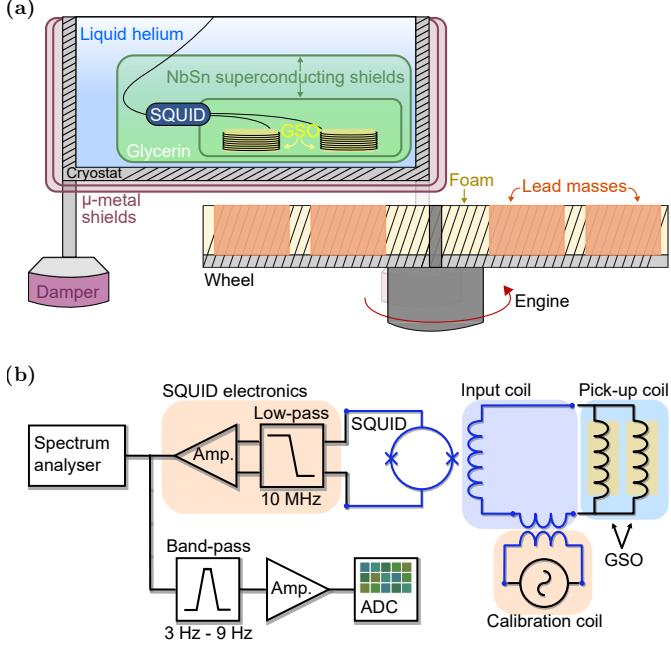 (a)
Liquid helium
NbSn superconducting shields
SQUID
GSO
Glycerin
Cryostat
μ-metal
shields
Foam
Lead masses
Damper
Wheel
Engine
(b)
SQUID electronics
Input coil
Pick-up coil
Low-pass
SQUID
Spectrum
analyser
Amp.
10 MHz
Band-pass
GSO
Amp.
ADC
3 Hz - 9 Hz
Calibration coil